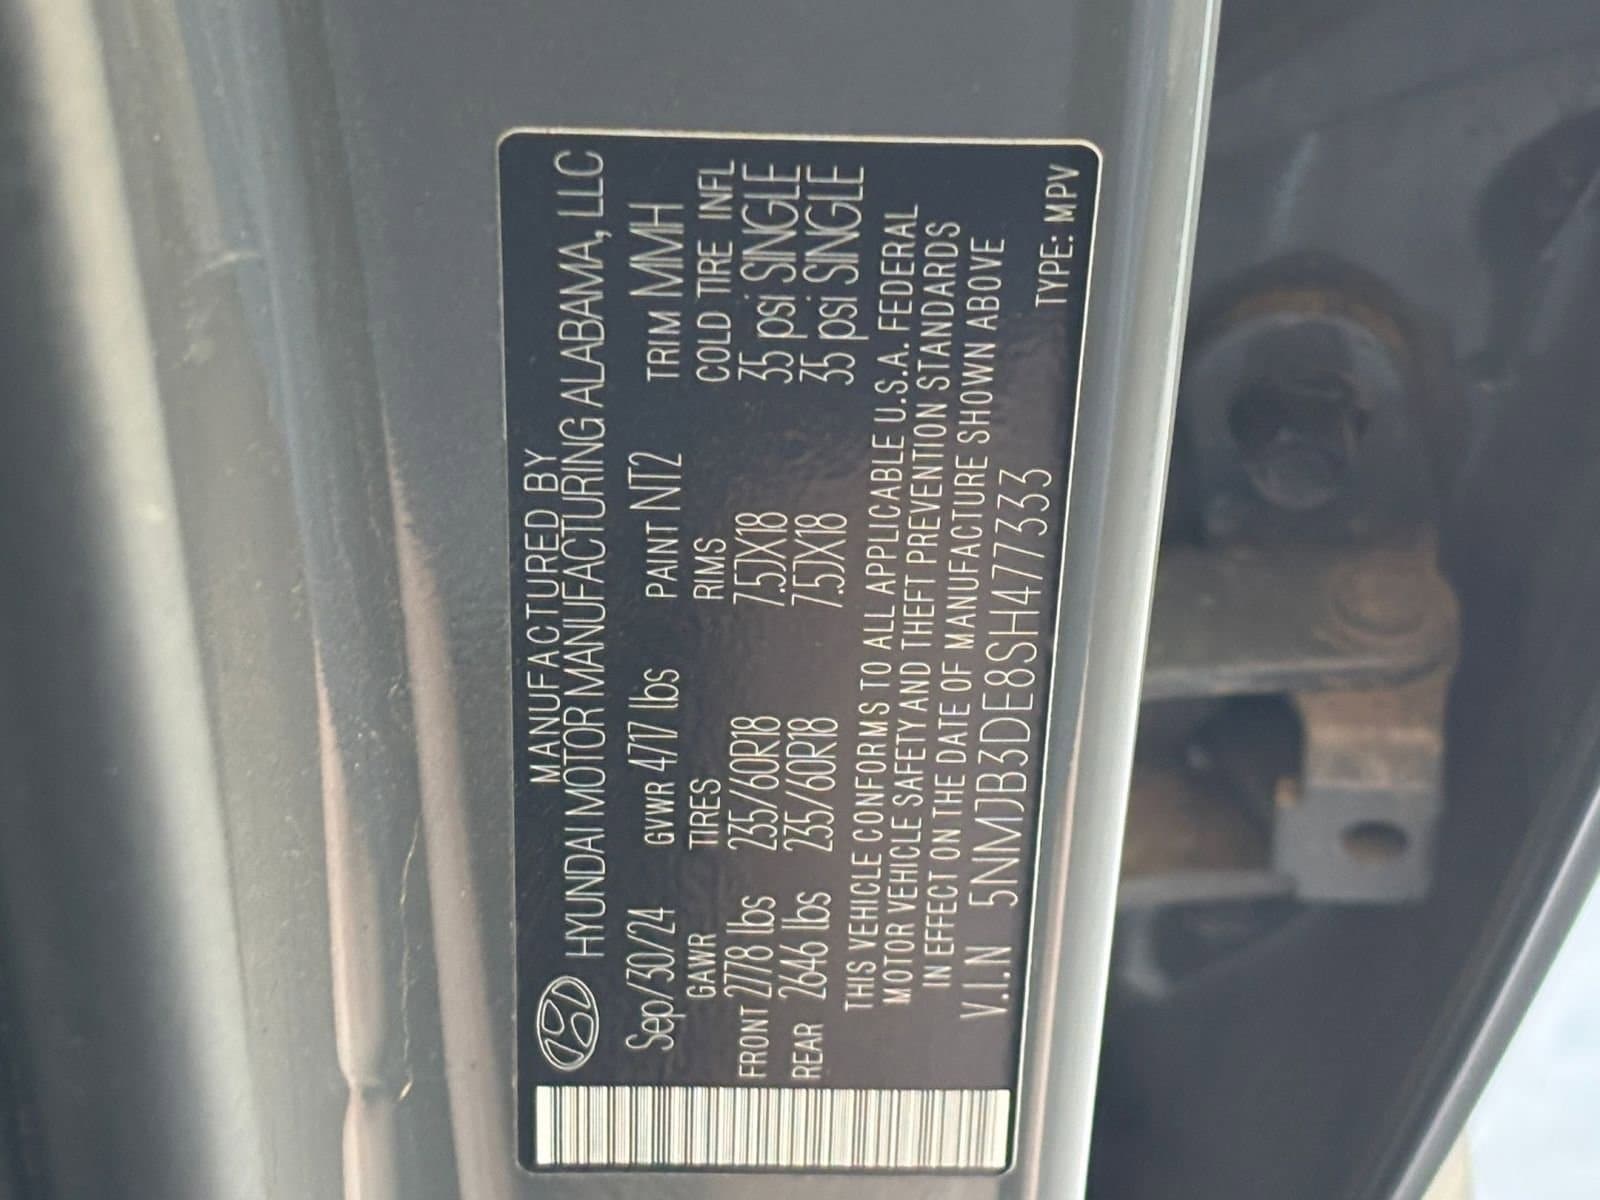 MANUFACTURED BY
HYUNDAI MOTOR MANUFACTURING ALABAMA, LLC
Sep/30/24 GVWR 4717 lbs PAINT NT2 TRIM MMH
GAWR TIRES RIMS COLD TIRE INFL
FRONT 2778 lbs 235/60R18 7.5JX18 35 psi SINGLE
REAR 2646 lbs 235/60R18 7.5JX18 35 psi SINGLE
THIS VEHICLE CONFORMS TO ALL APPLICABLE U.S.A. FEDERAL
MOTOR VEHICLE SAFETY AND THEFT PREVENTION STANDARDS
IN EFFECT ON THE DATE OF MANUFACTURE SHOWN ABOVE
V.I.N 5NMJB3DE8SH477333 TYPE: MPV